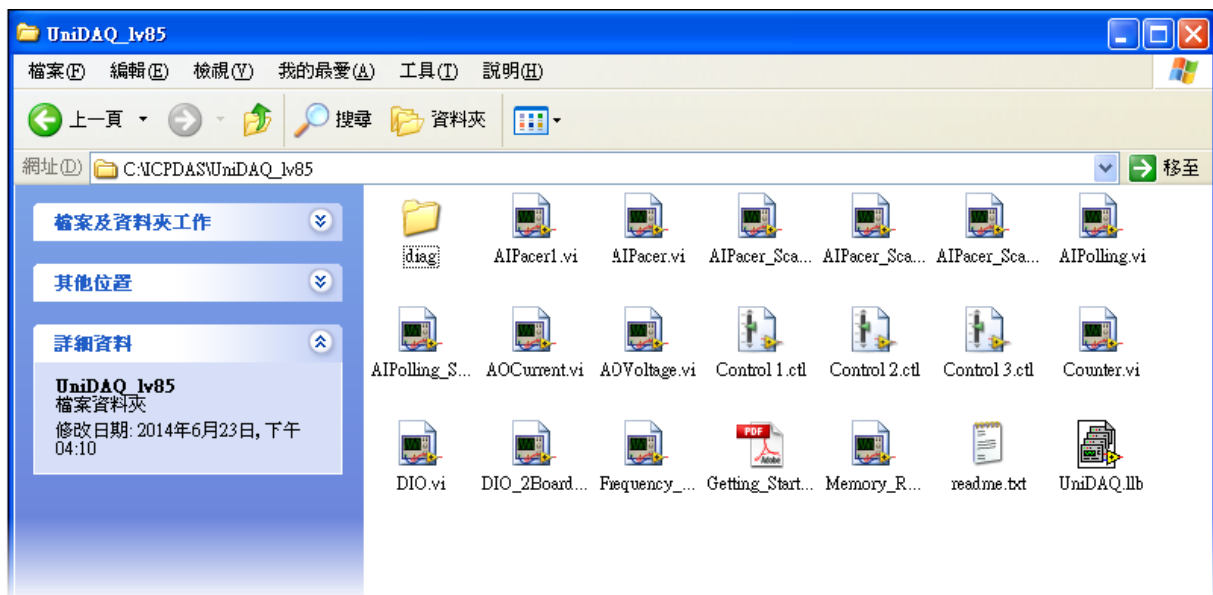 UniDAQ_lv85
檔案(F) 編輯(E) 檢視(V) 我的最愛(A) 工具(T) 說明(H)
上一頁 搜尋 資料夾
網址(D) C:\ICPDAS\UniDAQ_lv85 移至
檔案及資料夾工作
其他位置
詳細資料
UniDAQ_lv85
檔案資料夾
修改日期: 2014年6月23日, 下午
04:10
diag AIPacer1.vi AIPacer.vi AIPacer_Sca... AIPacer_Sca... AIPacer_Sca... AIPolling.vi
AIPolling_S... AOCurrent.vi AOVoltage.vi Control 1.ctl Control 2.ctl Control 3.ctl Counter.vi
DIO.vi DIO_2Board... Frequency_... Getting_Start... Memory_R... readme.txt UniDAQ.llb
PDF
Adobe